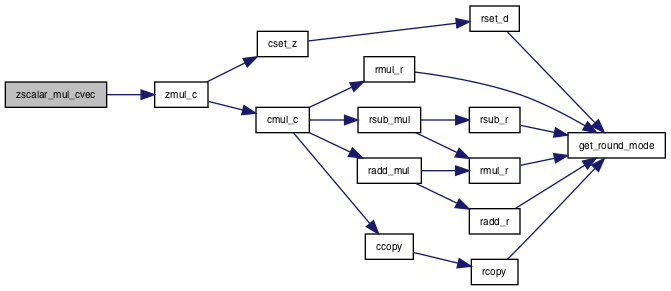 zscalar_mul_cvec
zmul_c
cset_z
cmul_c
rset_d
rmul_r
rsub_mul
radd_mul
ccopy
rsub_r
rmul_r
radd_r
rcopy
get_round_mode